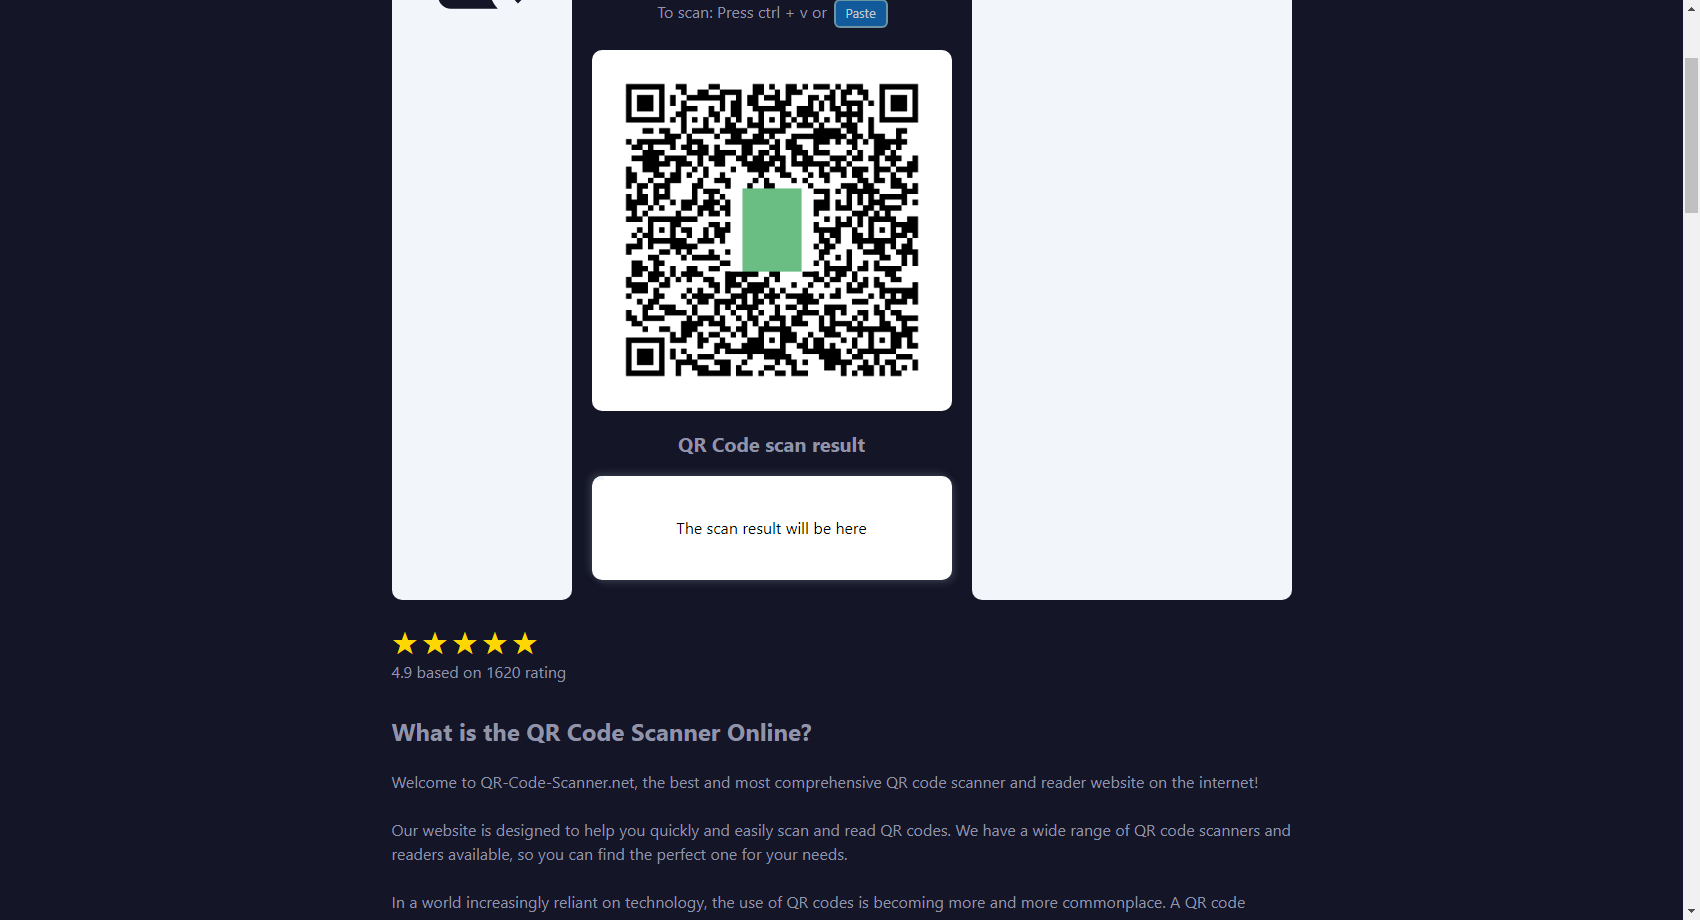 To scan: Press ctrl + v or Paste
QR Code scan result
The scan result will be here
4.9 based on 1620 rating
What is the QR Code Scanner Online?
Welcome to QR-Code-Scanner.net, the best and most comprehensive QR code scanner and reader website on the internet!
Our website is designed to help you quickly and easily scan and read QR codes. We have a wide range of QR code scanners and
readers available, so you can find the perfect one for your needs.
In a world increasingly reliant on technology, the use of QR codes is becoming more and more commonplace. A QR code